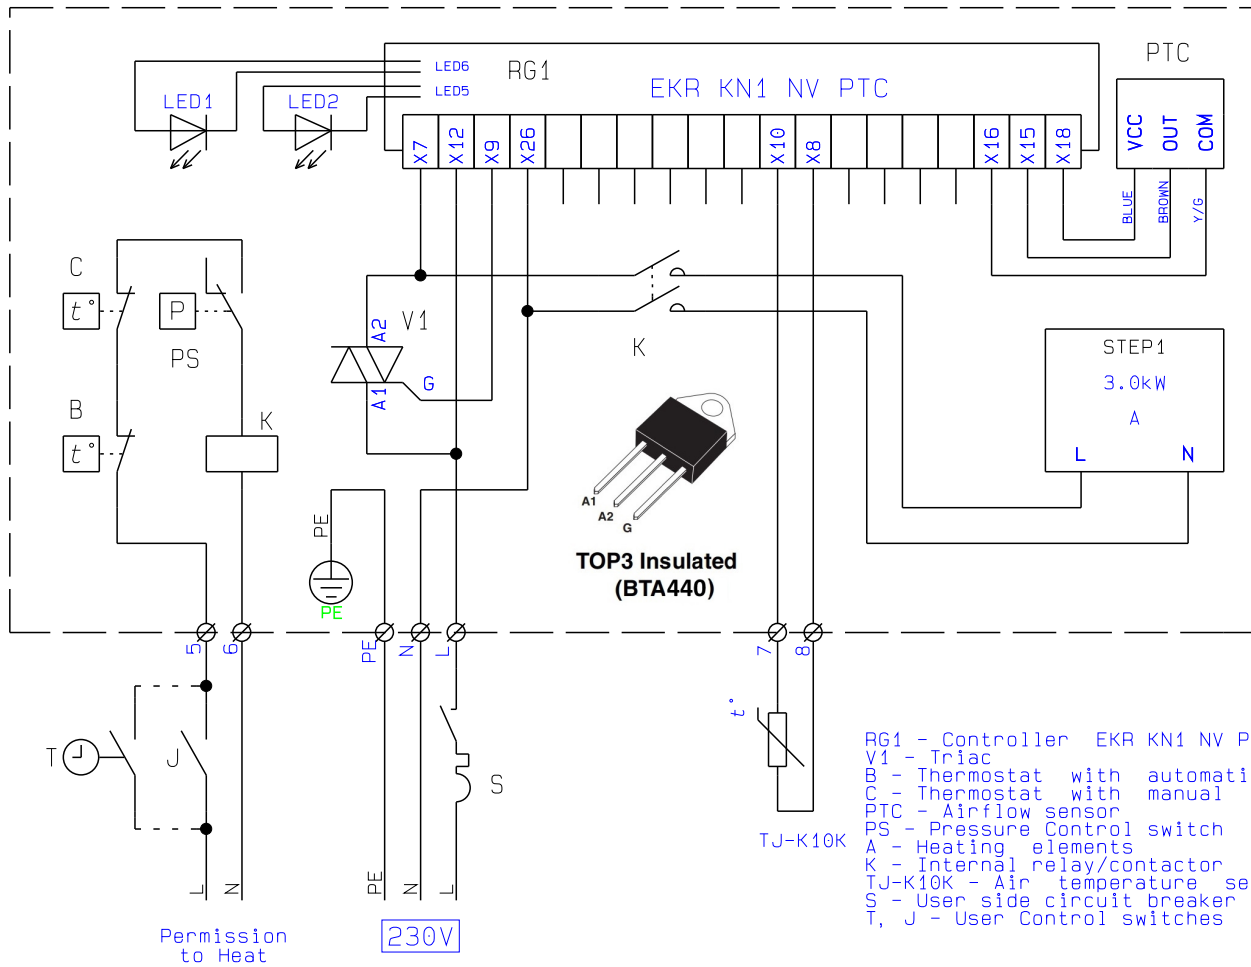 PTC
LED6
RG1
EKR KN1 NV PTC
LED5
LED1
LED2
X7
X12
X9
X26
X10
X8
X16
X15
X18
VCC
OUT
COM
BLUE
BROWN
Y/G
C
t°
P
PS
V1
A2
A1
G
K
STEP1
3.0kW
A
L
N
B
t°
K
A1
A2
G
TOP3 Insulated
(BTA440)
PE
PE
5
6
PE
N
L
7
8
t°
T
J
S
TJ-K10K
L
N
PE
N
L
Permission
to Heat
230V
RG1 - Controller EKR KN1 NV P
V1 - Triac
B - Thermostat with automati
C - Thermostat with manual
PTC - Airflow sensor
PS - Pressure Control switch
A - Heating elements
K - Internal relay/contactor
TJ-K10K - Air temperature se
S - User side circuit breaker
T, J - User Control switches